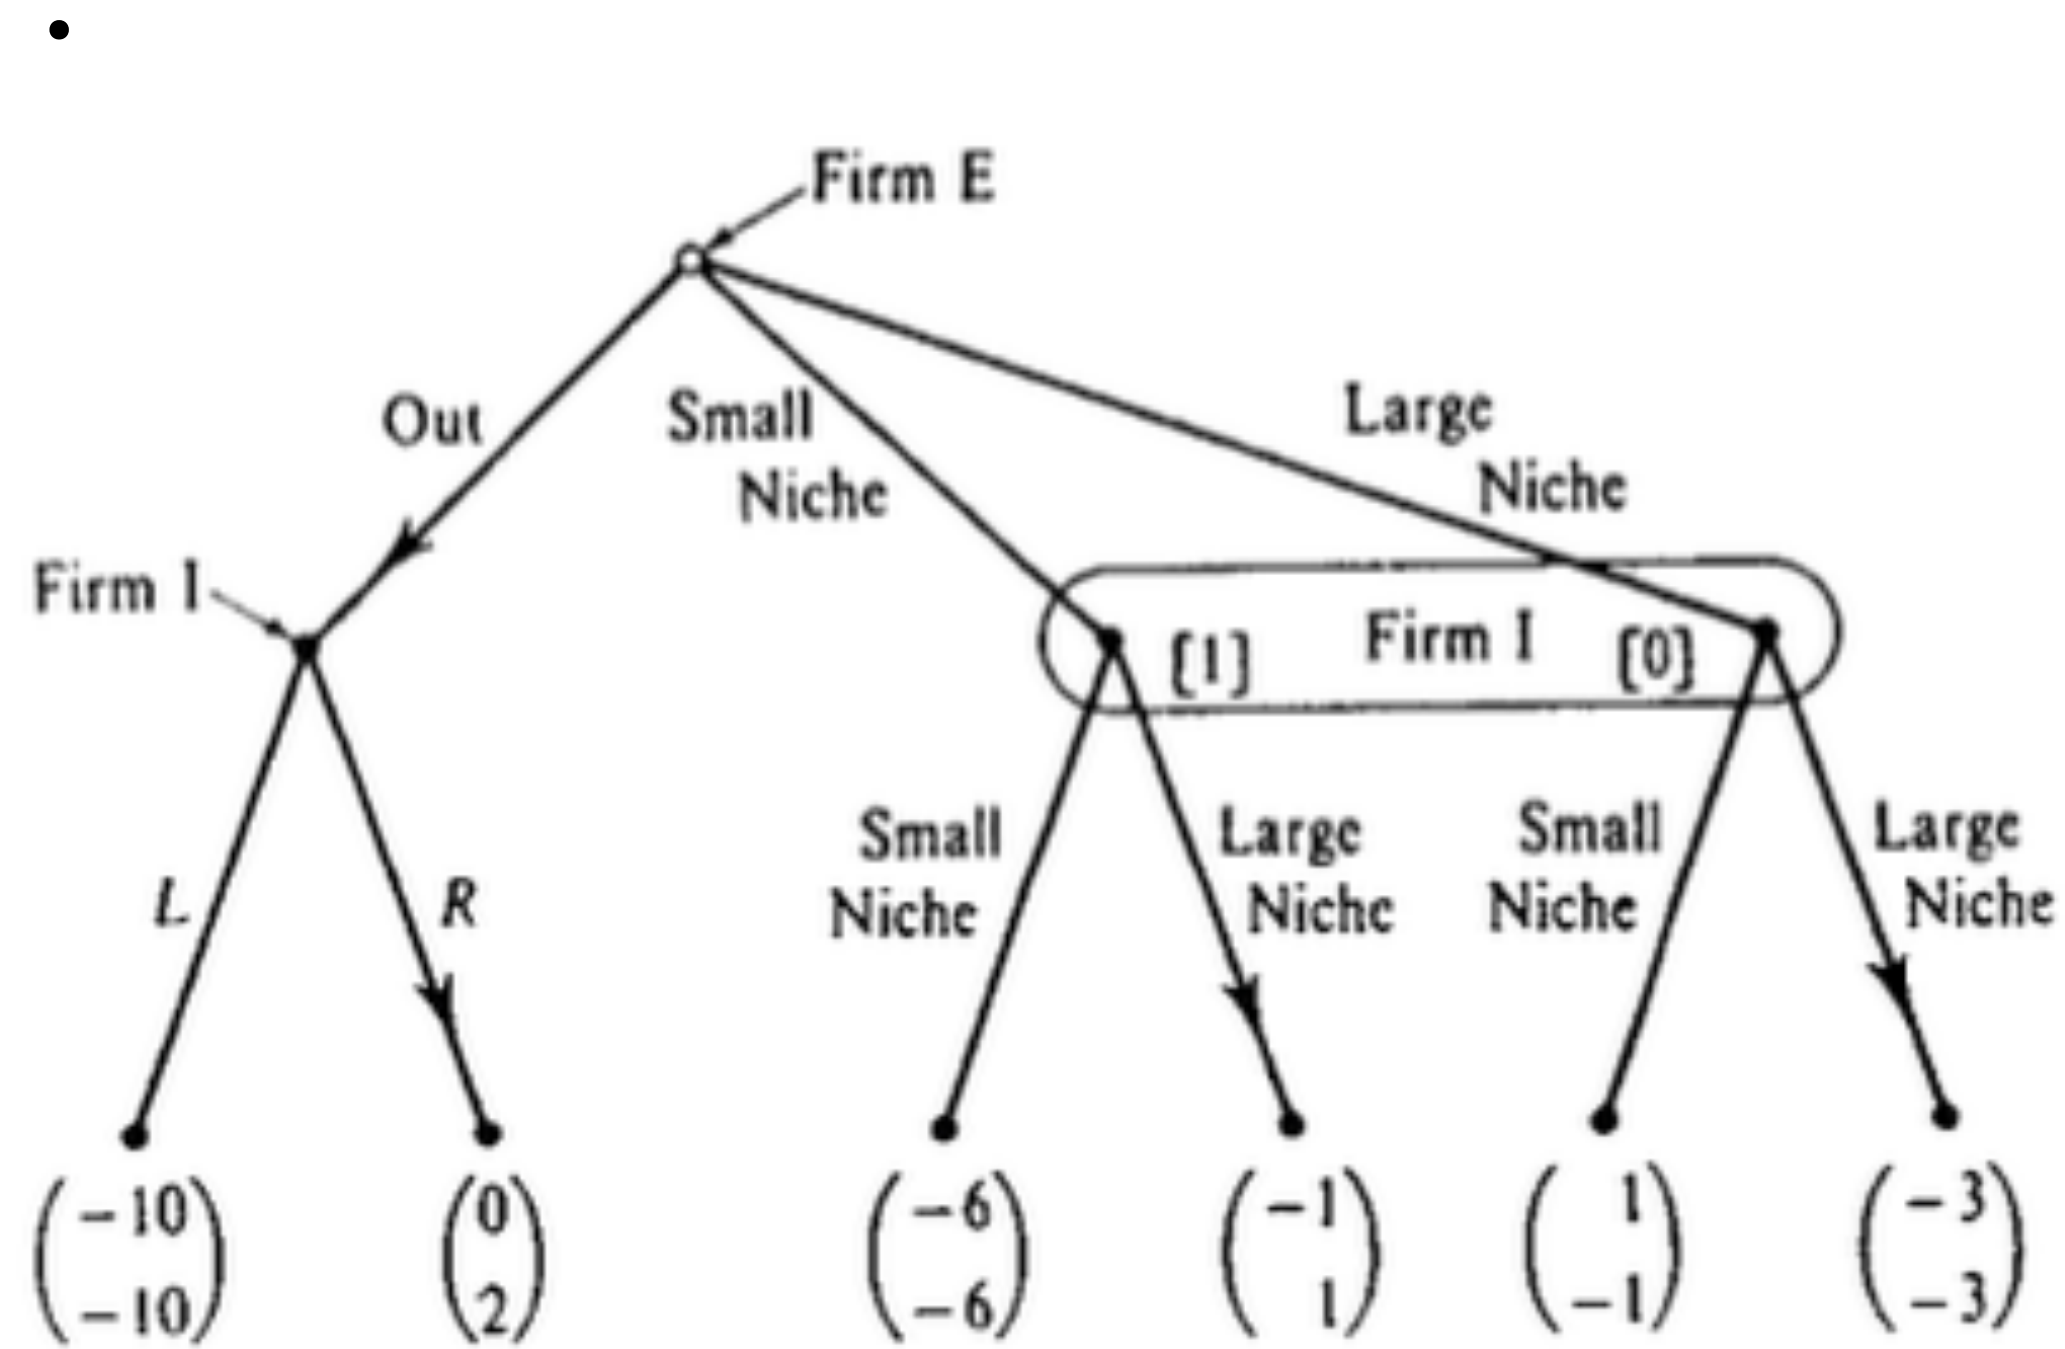 Firm E
Out
Small
Niche
Large
Niche
Firm I
[1]
Firm I
[0]
L
R
Small
Niche
Large
Niche
Small
Niche
Large
Niche
-10
-10
0
2
-6
-6
-1
1
1
-1
-3
-3